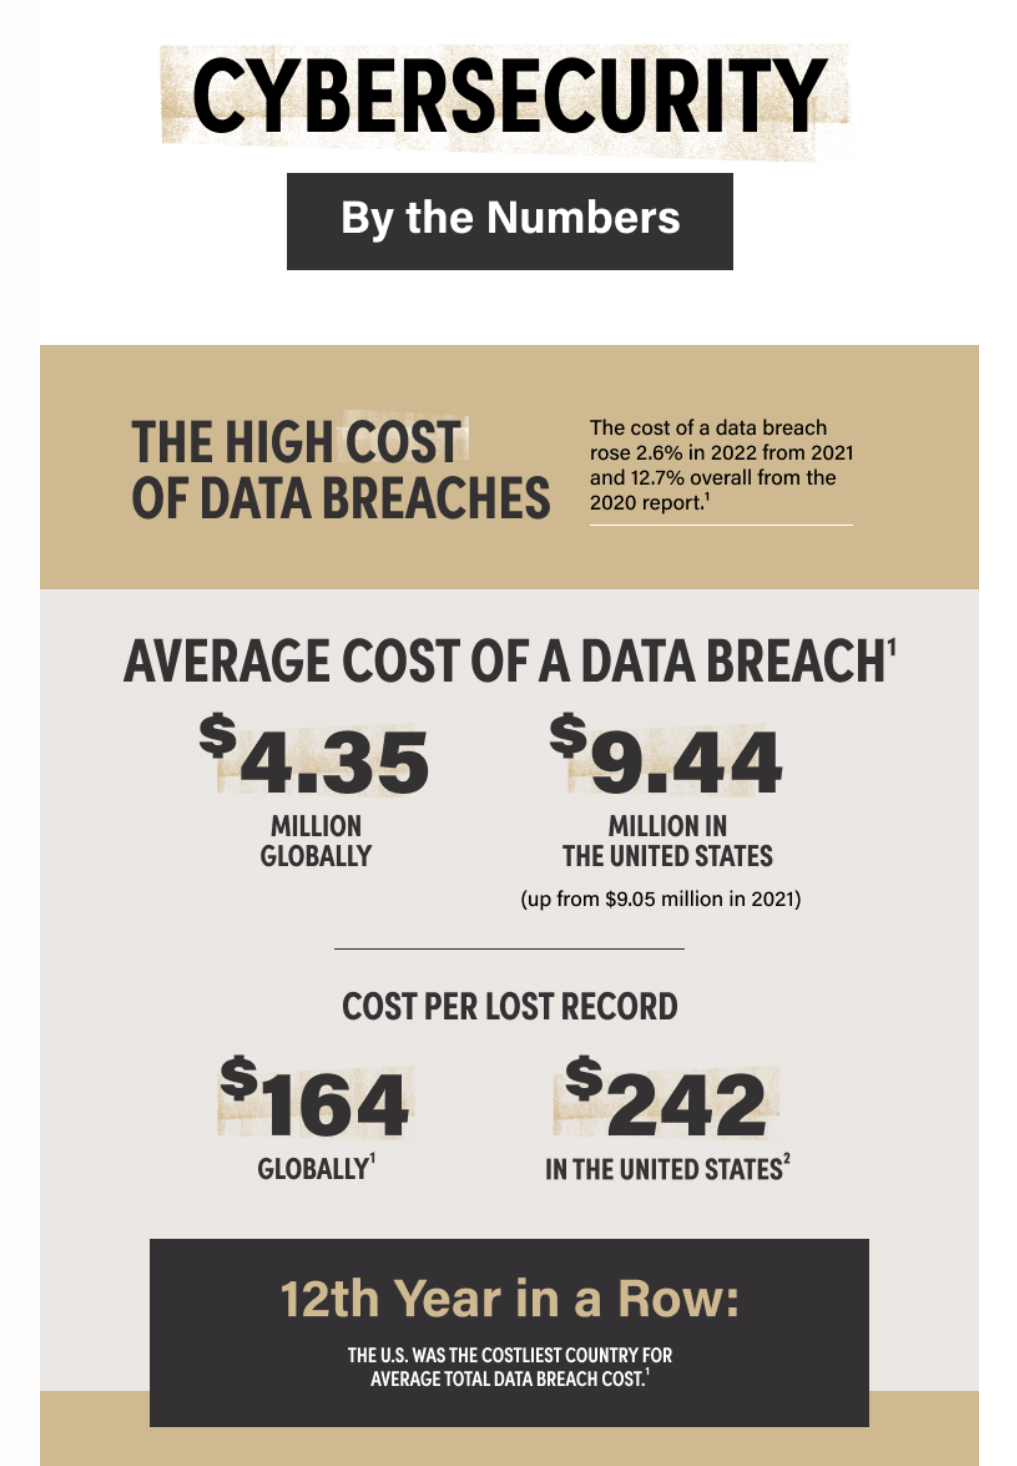 CYBERSECURITY
By the Numbers
THE HIGH COST
OF DATA BREACHES
The cost of a data breach
rose 2.6% in 2022 from 2021
and 12.7% overall from the
2020 report.¹
AVERAGE COST OF A DATA BREACH¹
$4.35
MILLION
GLOBALLY
$9.44
MILLION IN
THE UNITED STATES
(up from $9.05 million in 2021)
COST PER LOST RECORD
$164
GLOBALLY¹
$242
IN THE UNITED STATES²
12th Year in a Row:
THE U.S. WAS THE COSTLIEST COUNTRY FOR
AVERAGE TOTAL DATA BREACH COST.¹